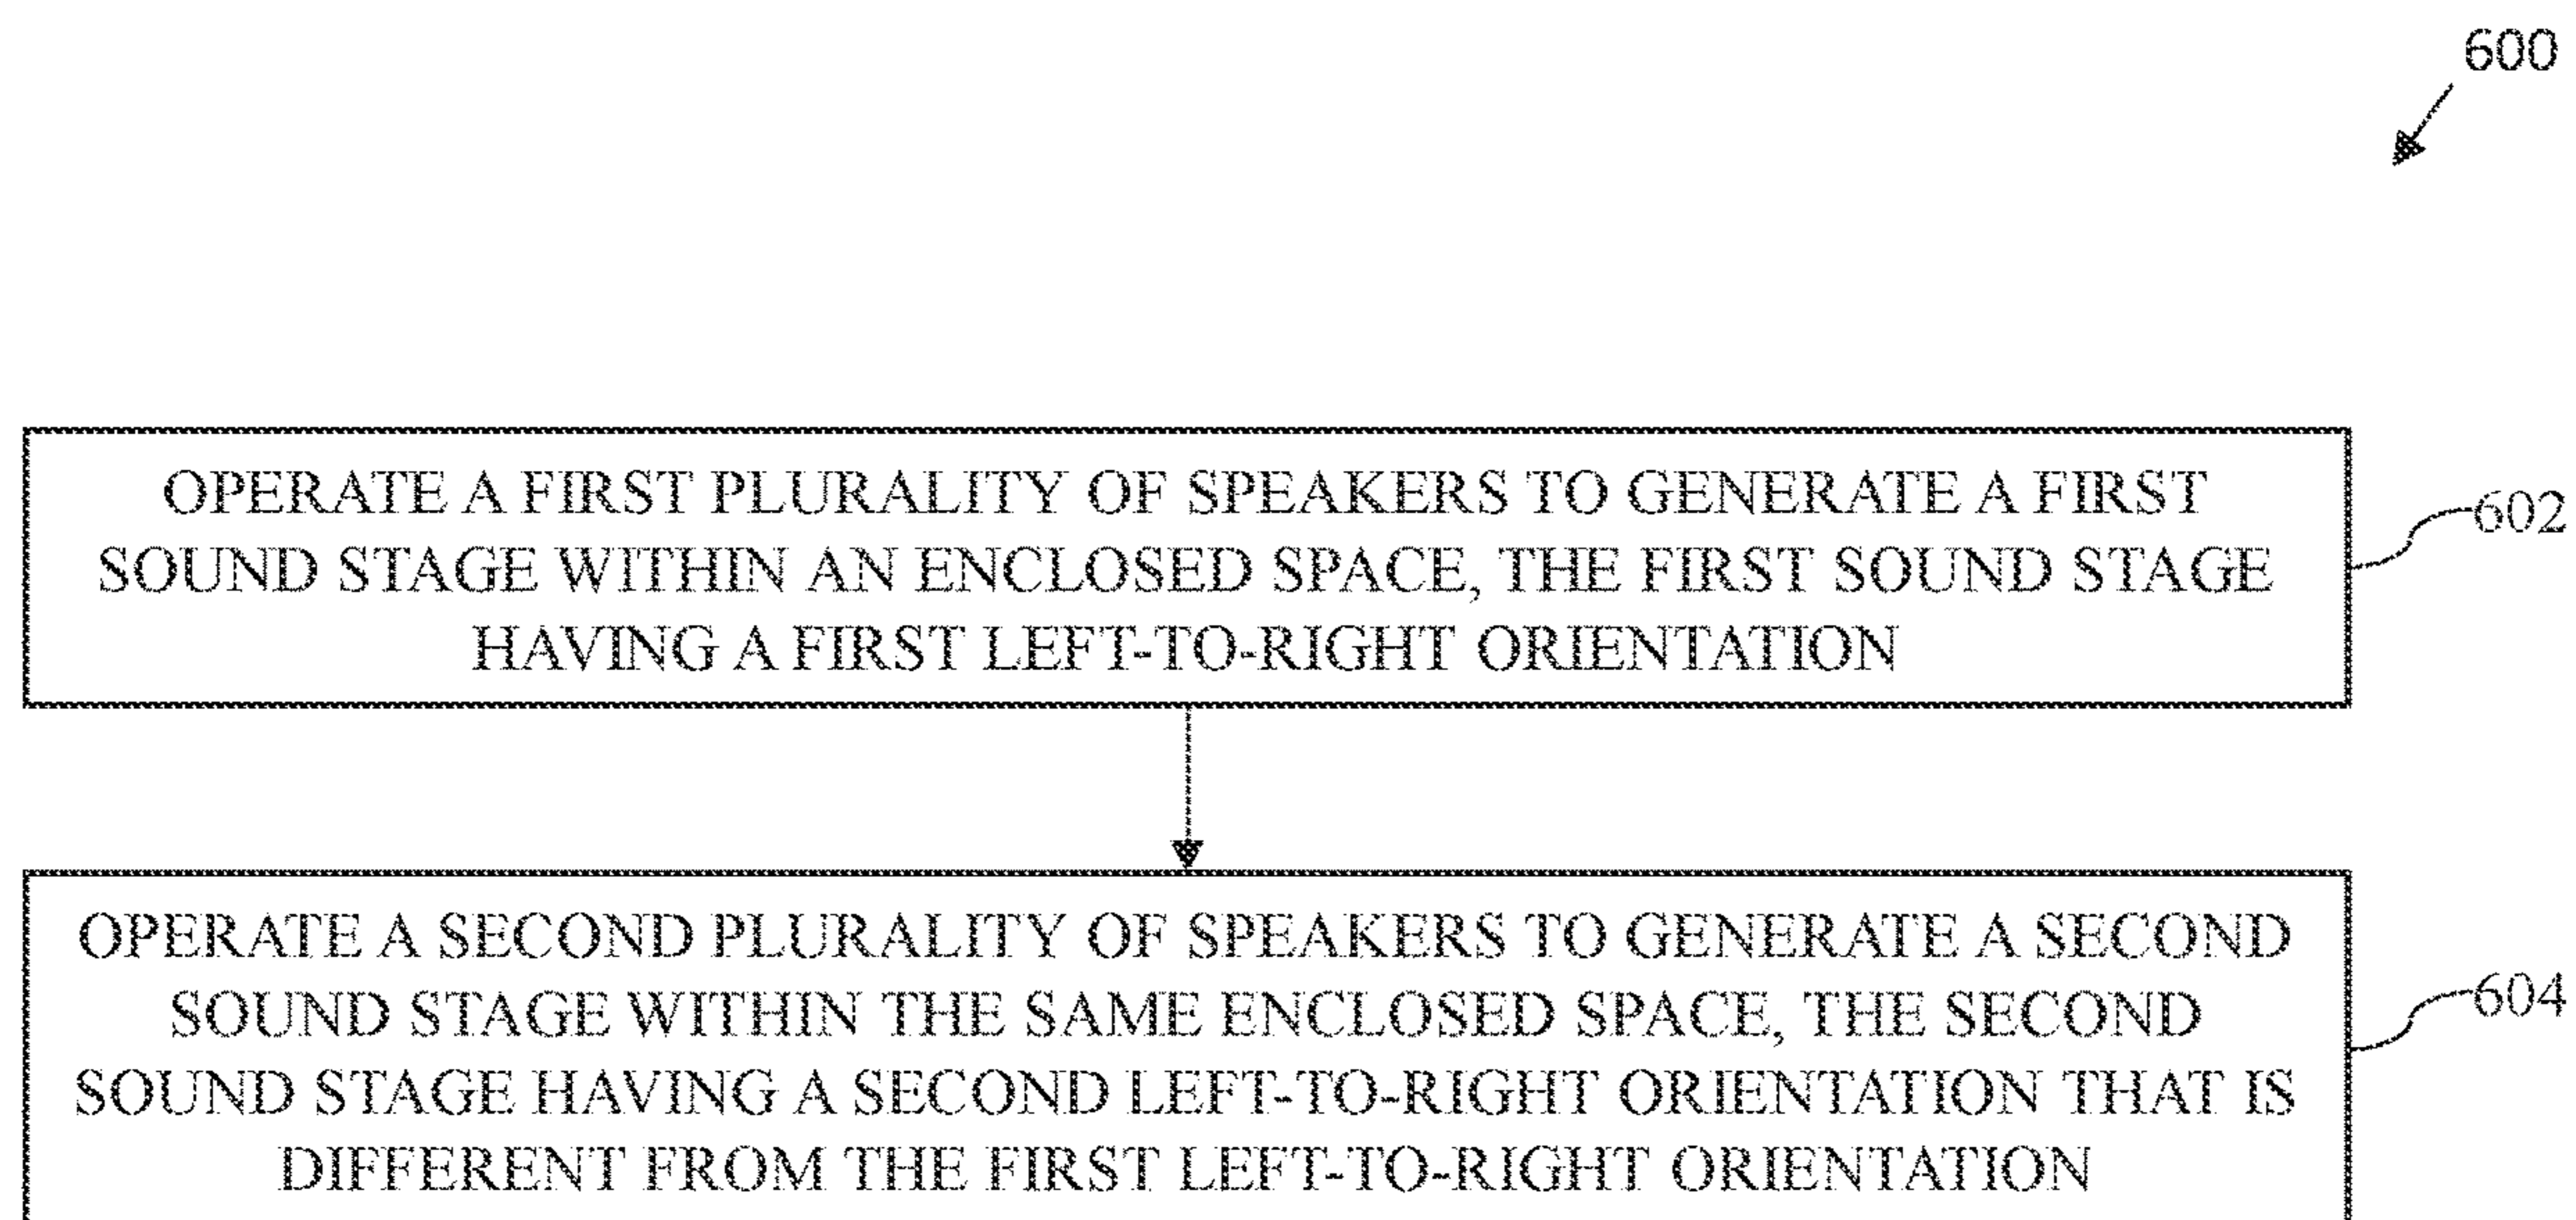 600
OPERATE A FIRST PLURALITY OF SPEAKERS TO GENERATE A FIRST
SOUND STAGE WITHIN AN ENCLOSED SPACE, THE FIRST SOUND STAGE
HAVING A FIRST LEFT-TO-RIGHT ORIENTATION
602
OPERATE A SECOND PLURALITY OF SPEAKERS TO GENERATE A SECOND
SOUND STAGE WITHIN THE SAME ENCLOSED SPACE, THE SECOND
SOUND STAGE HAVING A SECOND LEFT-TO-RIGHT ORIENTATION THAT IS
DIFFERENT FROM THE FIRST LEFT-TO-RIGHT ORIENTATION
604